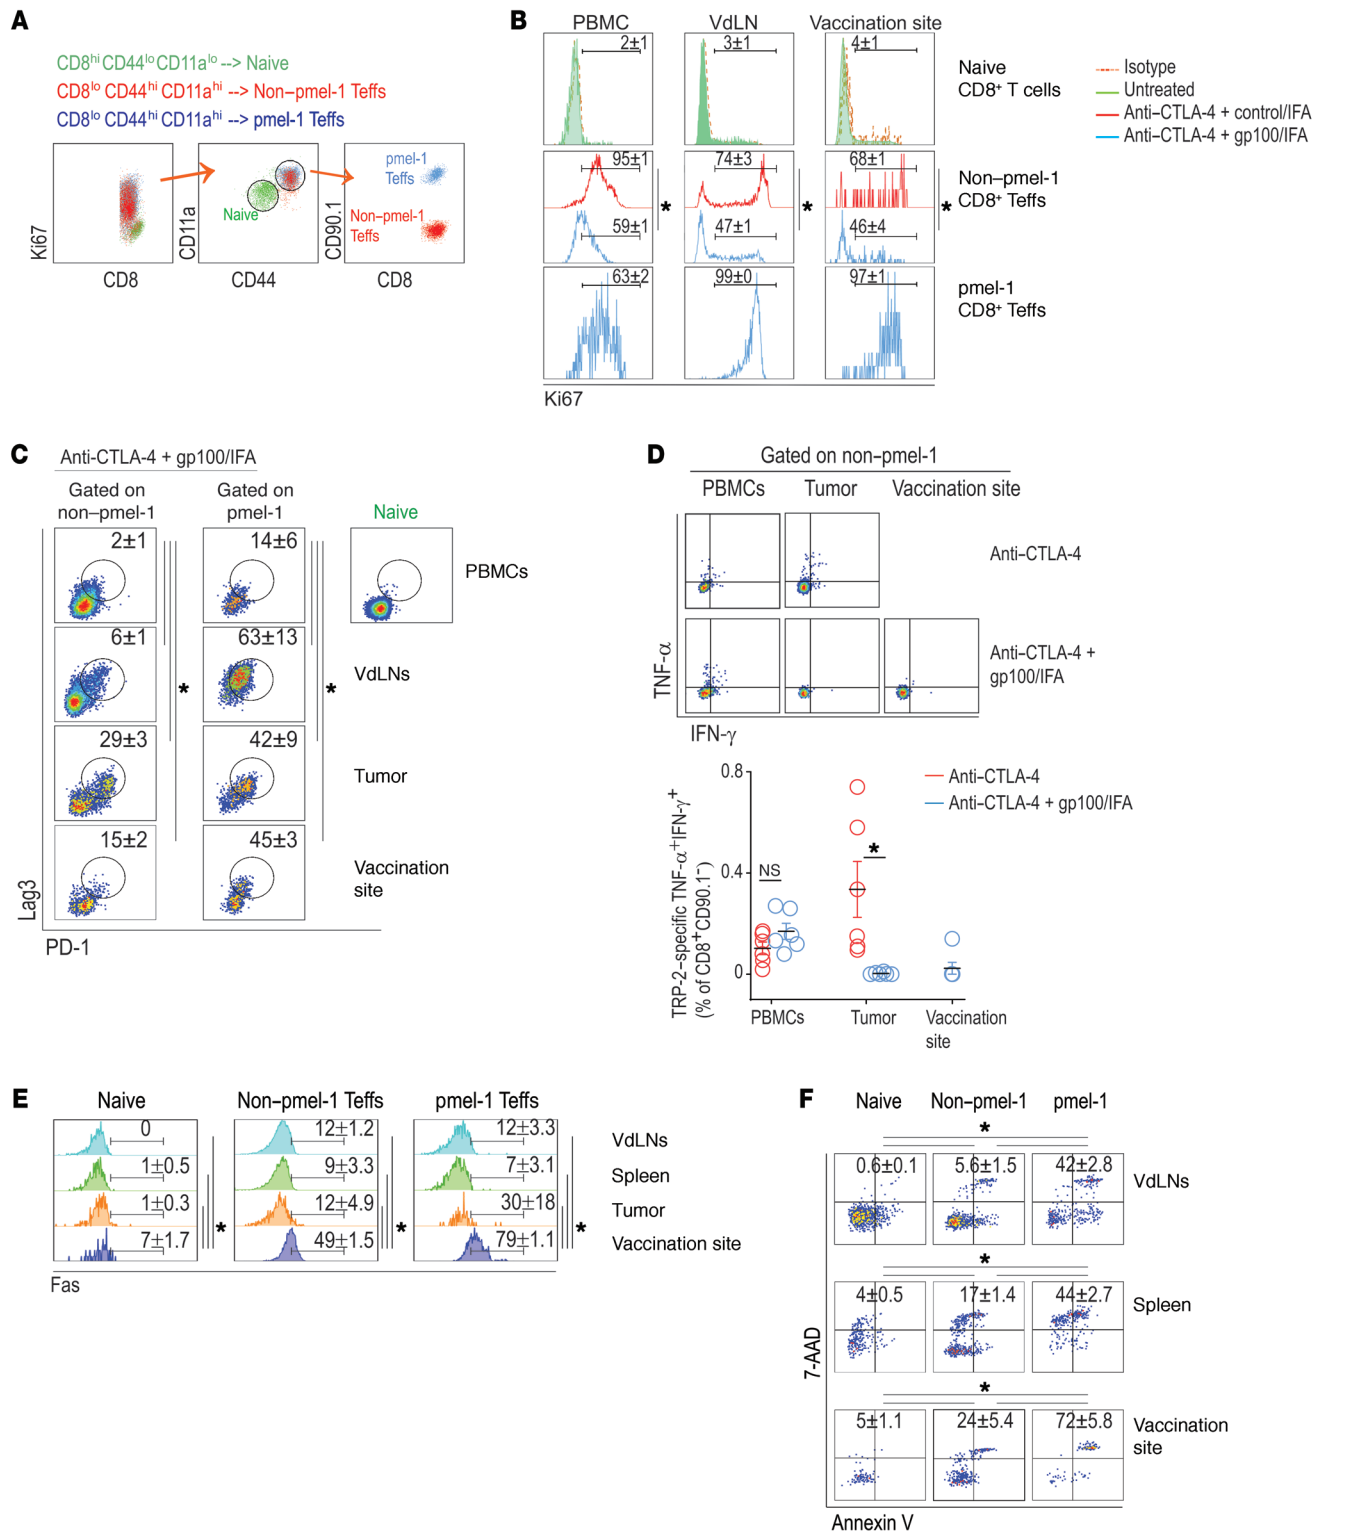 A
CD8hi CD44lo CD11alo --> Naive
CD8lo CD44hi CD11ahi --> Non–pmel-1 Teffs
CD8lo CD44hi CD11ahi --> pmel-1 Teffs
Ki67
CD8
CD11a
Naive
CD44
CD90.1
pmel-1
Teffs
Non–pmel-1
Teffs
CD8
B
PBMC
VdLN
Vaccination site
2±1
3±1
4±1
Naive
CD8+ T cells
95±1
74±3
68±1
Non–pmel-1
CD8+ Teffs
*
*
*
59±1
47±1
46±4
63±2
99±0
97±1
pmel-1
CD8+ Teffs
Ki67
Isotype
Untreated
Anti–CTLA-4 + control/IFA
Anti–CTLA-4 + gp100/IFA
C
Anti-CTLA-4 + gp100/IFA
Gated on
non–pmel-1
Gated on
pmel-1
Naive
2±1
14±6
PBMCs
6±1
63±13
VdLNs
*
*
29±3
42±9
Tumor
15±2
45±3
Vaccination
site
Lag3
PD-1
D
Gated on non–pmel-1
PBMCs
Tumor
Vaccination site
Anti–CTLA-4
Anti–CTLA-4 +
gp100/IFA
TNF-α
IFN-γ
TRP-2–specific TNF-α+IFN-γ+
(% of CD8+CD90.1−)
0.8
0.4
0
NS
*
Anti–CTLA-4
Anti–CTLA-4 + gp100/IFA
PBMCs
Tumor
Vaccination
site
E
Naive
Non–pmel-1 Teffs
pmel-1 Teffs
0
12±1.2
12±3.3
VdLNs
1±0.5
9±3.3
7±3.1
Spleen
1±0.3
12±4.9
30±18
Tumor
*
*
*
7±1.7
49±1.5
79±1.1
Vaccination site
Fas
F
Naive
Non–pmel-1
pmel-1
*
0.6±0.1
5.6±1.5
42±2.8
VdLNs
*
4±0.5
17±1.4
44±2.7
Spleen
*
5±1.1
24±5.4
72±5.8
Vaccination
site
7-AAD
Annexin V